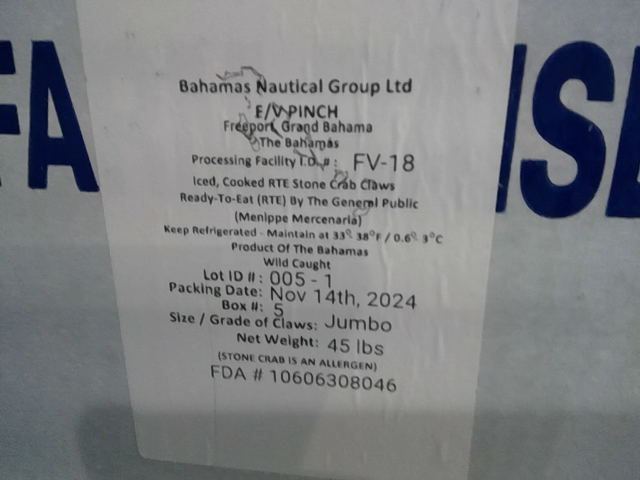 Bahamas Nautical Group Ltd
F/V PINCH
Freeport, Grand Bahama
The Bahamas
Processing Facility I.D. #: FV-18
Iced, Cooked RTE Stone Crab Claws
Ready-To-Eat (RTE) By The General Public
(Menippe Mercenaria)
Keep Refrigerated - Maintain at 33° 38°F / 0.6° 3°C
Product Of The Bahamas
Wild Caught
Lot ID #: 005 - 1
Packing Date: Nov 14th, 2024
Box #: 5
Size / Grade of Claws: Jumbo
Net Weight: 45 lbs
(STONE CRAB IS AN ALLERGEN)
FDA # 10606308046